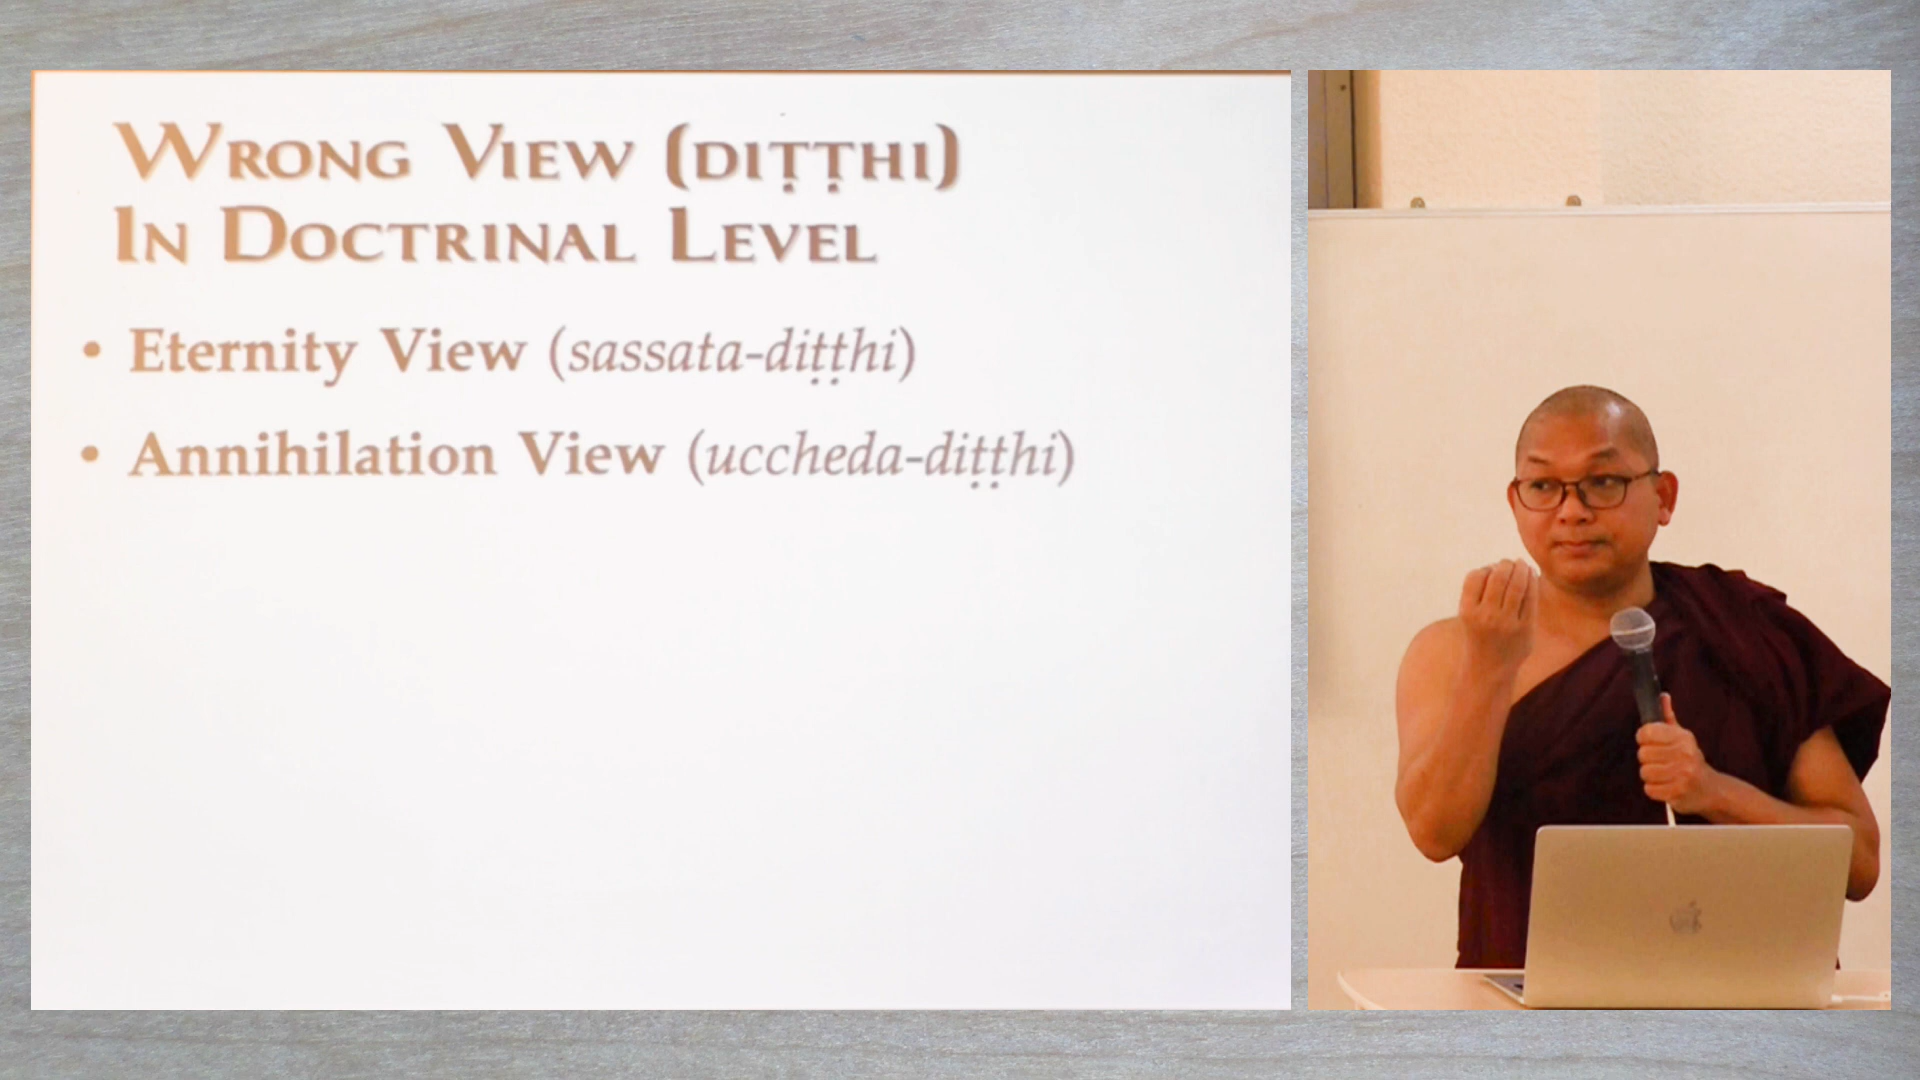 WRONG VIEW (DIṬṬHI)
IN DOCTRINAL LEVEL
• Eternity View (sassata-diṭṭhi)
• Annihilation View (uccheda-diṭṭhi)